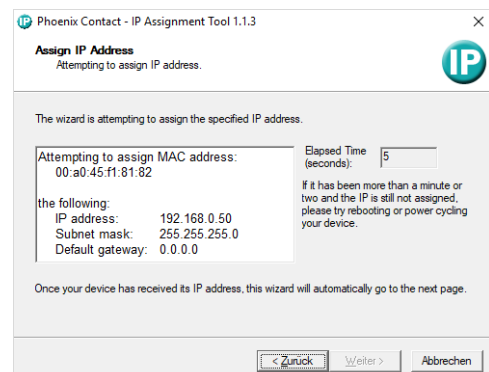 IP
Phoenix Contact - IP Assignment Tool 1.1.3
Assign IP Address
Attempting to assign IP address.
IP
The wizard is attempting to assign the specified IP address.
Attempting to assign MAC address:
00:a0:45:f1:81:82
the following:
IP address: 192.168.0.50
Subnet mask: 255.255.255.0
Default gateway: 0.0.0.0
Elapsed Time
(seconds): 5
If it has been more than a minute or
two and the IP is still not assigned,
please try rebooting or power cycling
your device.
Once your device has received its IP address, this wizard will automatically go to the next page.
< Zurück
Weiter >
Abbrechen